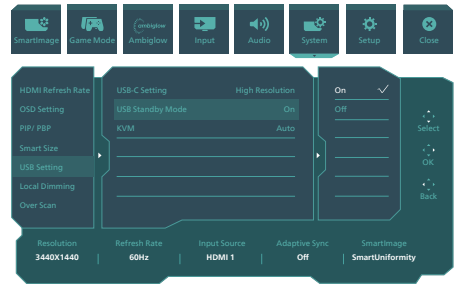 SmartImage Game Mode ambiglow Ambiglow Input Audio System Setup Close
HDMI Refresh Rate USB-C Setting High Resolution On
OSD Setting USB Standby Mode On Off
PIP/ PBP KVM Auto Select
Smart Size
USB Setting OK
Local Dimming
Over Scan Back
Resolution Refresh Rate Input Source Adaptive Sync SmartImage
3440X1440 | 60Hz | HDMI 1 | Off | SmartUniformity